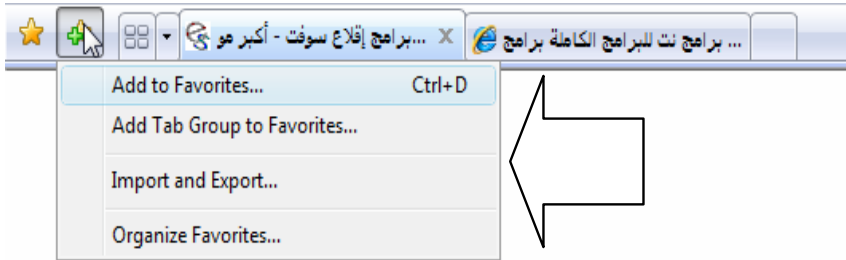 برامج إقلاع سوفت - أكبر مو...
برامج نت للبرامج الكاملة برامج ...
Add to Favorites... Ctrl+D
Add Tab Group to Favorites...
Import and Export...
Organize Favorites...